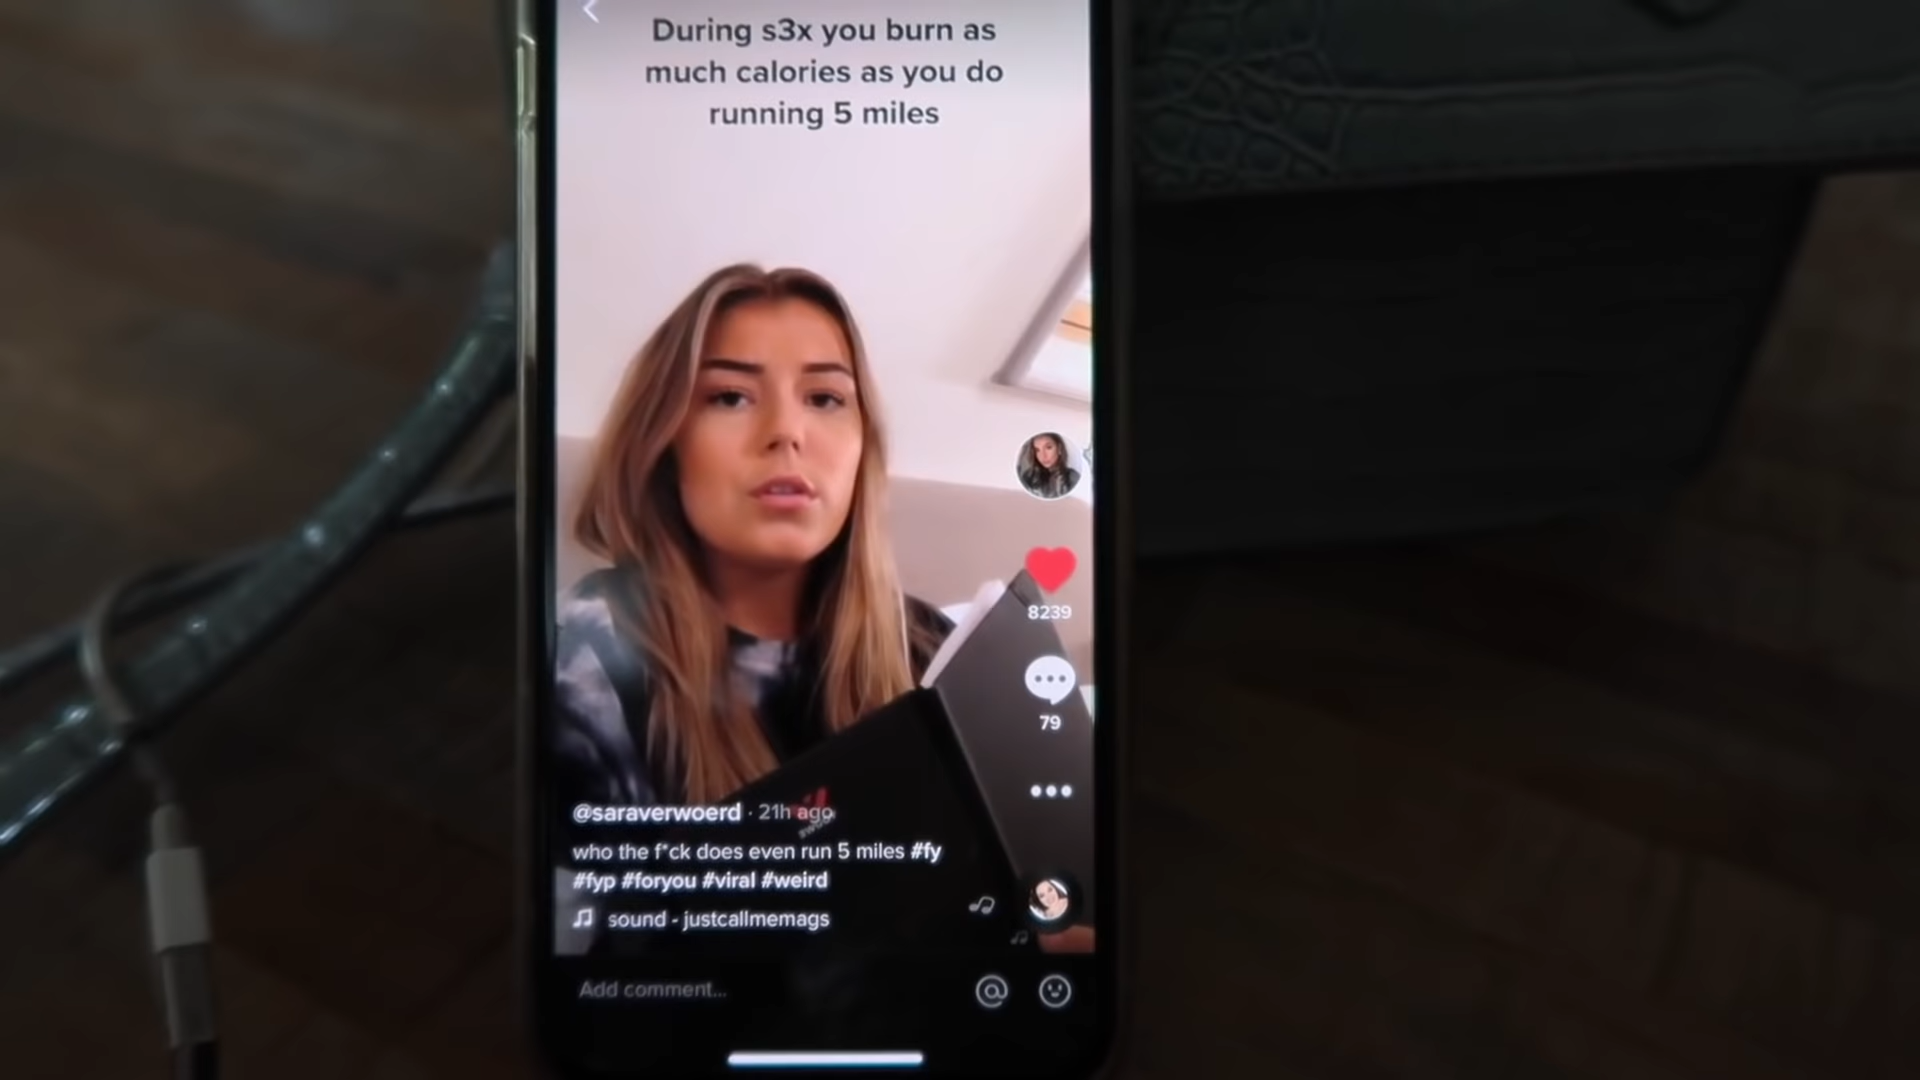 During s3x you burn as
much calories as you do
running 5 miles
8239
79
@saraverwoerd · 21h ago
who the f*ck does even run 5 miles #fy
#fyp #foryou #viral #weird
sound - justcallmemags
Add comment...